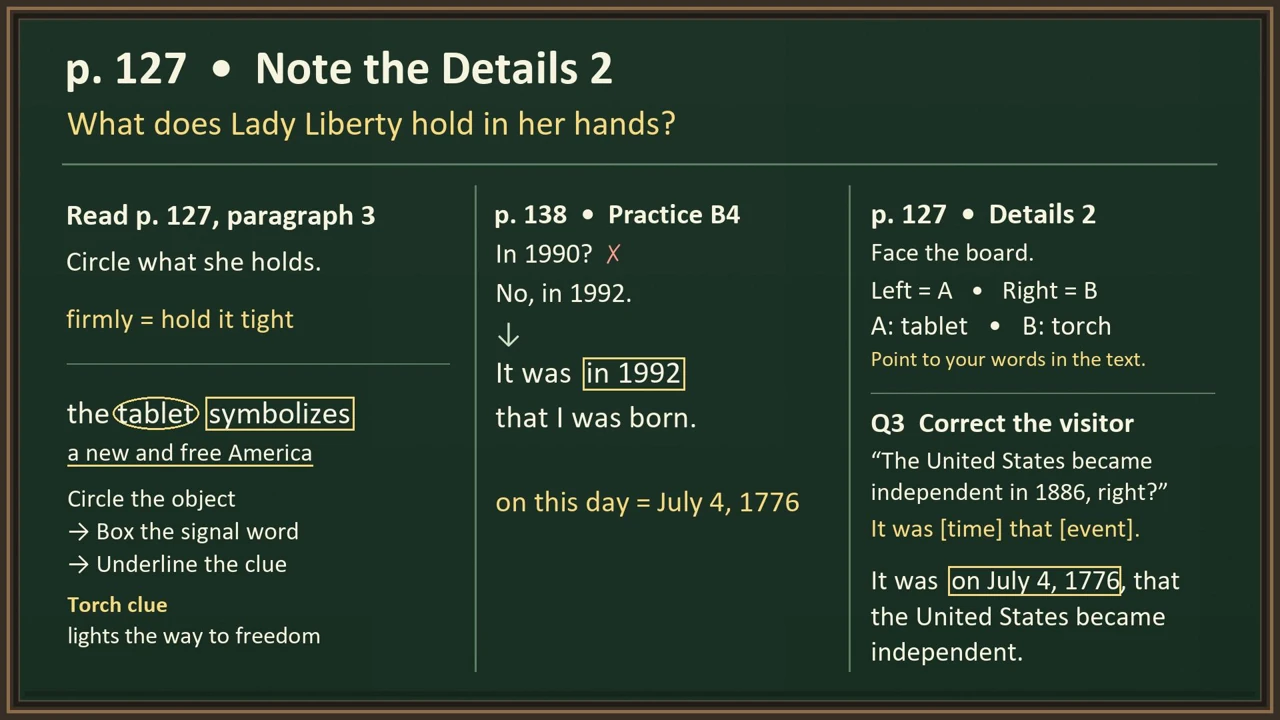 p. 127 • Note the Details 2
What does Lady Liberty hold in her hands?
Read p. 127, paragraph 3
Circle what she holds.
firmly = hold it tight
the tablet symbolizes
a new and free America
Circle the object
→ Box the signal word
→ Underline the clue
Torch clue
lights the way to freedom
p. 138 • Practice B4
In 1990? ✗
No, in 1992.
↓
It was in 1992
that I was born.
on this day = July 4, 1776
p. 127 • Details 2
Face the board.
Left = A • Right = B
A: tablet • B: torch
Point to your words in the text.
Q3 Correct the visitor
“The United States became
independent in 1886, right?”
It was [time] that [event].
It was on July 4, 1776, that
the United States became
independent.